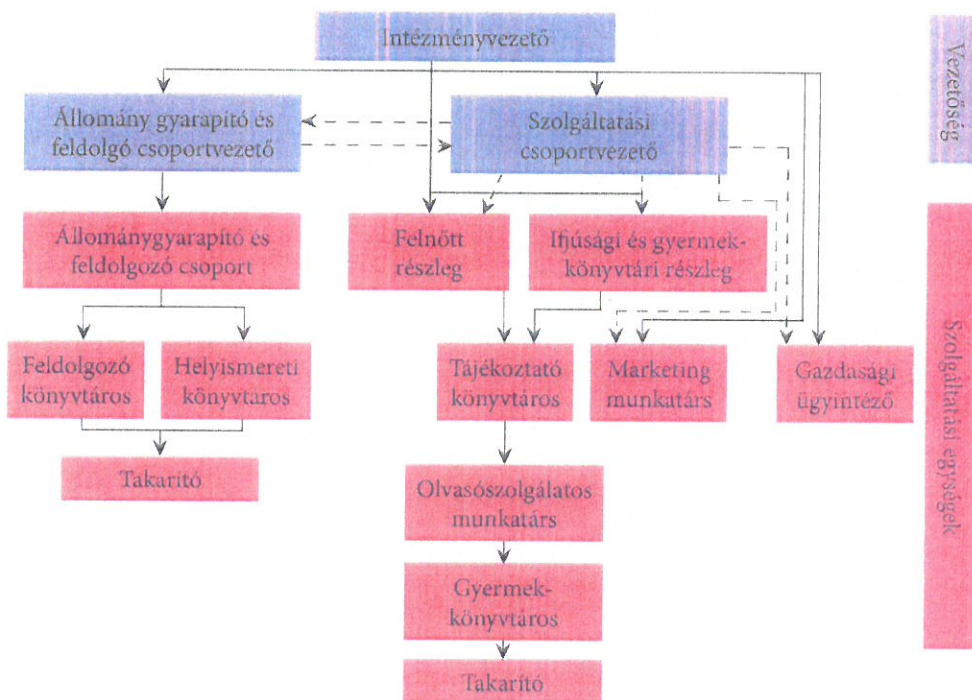 Intézményvezető
Állomány gyarapító és
feldolgó csoportvezető
Szolgáltatási
csoportvezető
Vezetőség
Állománygyarapító és
feldolgozó csoport
Felnőtt
részleg
Ifjúsági és gyermek-
könyvtári részleg
Feldolgozó
könyvtáros
Helyismereti
könyvtaros
Tájékoztató
könyvtáros
Marketing
munkatárs
Gazdasági
ügyintéző
Szolgáltatási egységek
Takarító
Olvasószolgálatos
munkatárs
Gyermek-
könyvtáros
Takarító